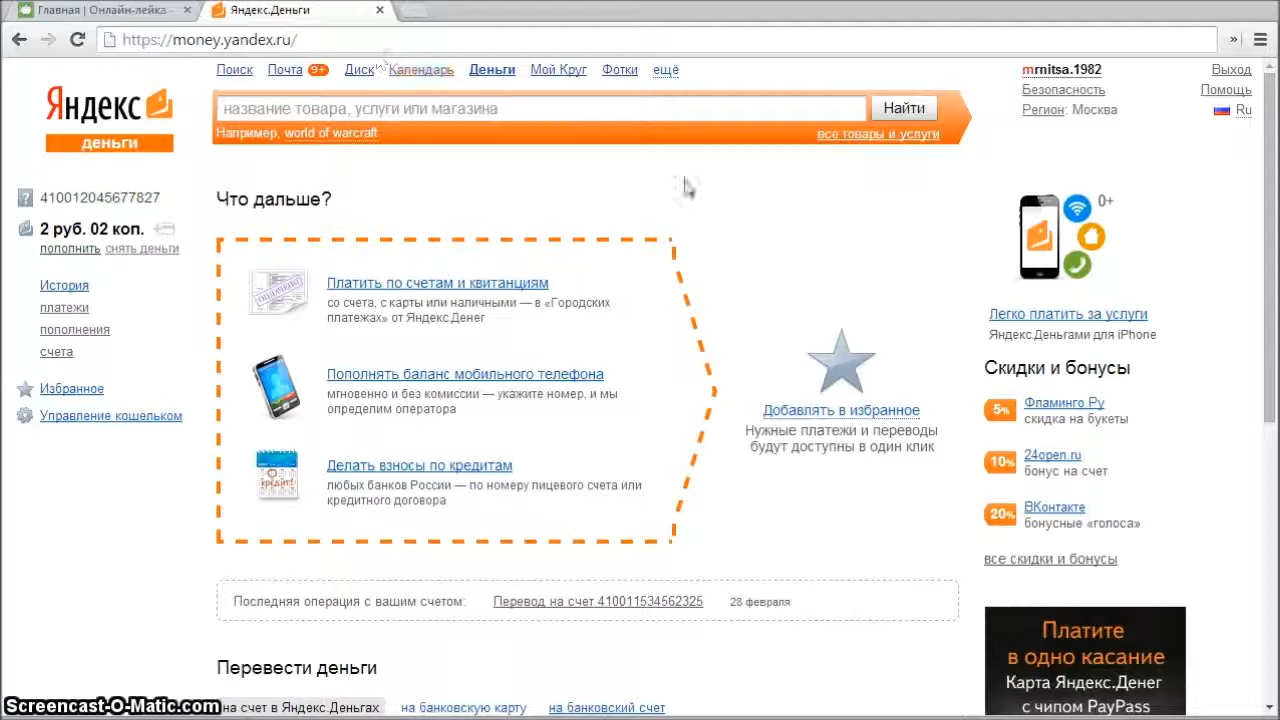 Главная | Онлайн-лейка
Яндекс.Деньги
https://money.yandex.ru/
Поиск Почта 9+ Диск Календарь Деньги Мой Круг Фотки ещё
mrnitsa.1982 Выход
Безопасность Помощь
Регион: Москва Ru
Яндекс
деньги
название товара, услуги или магазина Найти
Например, world of warcraft все товары и услуги
410012045677827
2 руб. 02 коп.
пополнить снять деньги
История
платежи
пополнения
счета
Избранное
Управление кошельком
Что дальше?
ОПЛАЧЕНО
Платить по счетам и квитанциям
со счета, с карты или наличными — в «Городских
платежах» от Яндекс.Денег
Пополнять баланс мобильного телефона
мгновенно и без комиссии — укажите номер, и мы
определим оператора
кредит!
Делать взносы по кредитам
любых банков России — по номеру лицевого счета или
кредитного договора
Добавлять в избранное
Нужные платежи и переводы
будут доступны в один клик
0+
Легко платить за услуги
Яндекс.Деньгами для iPhone
Скидки и бонусы
5% Фламинго.Ру
скидка на букеты
10% 24open.ru
бонус на счет
20% ВКонтакте
бонусные «голоса»
все скидки и бонусы
Последняя операция с вашим счетом: Перевод на счет 410011534562325 28 февраля
Перевести деньги
на счет в Яндекс.Деньгах на банковскую карту на банковский счет
Платите
в одно касание
Карта Яндекс.Денег
с чипом PayPass
Screencast-O-Matic.com